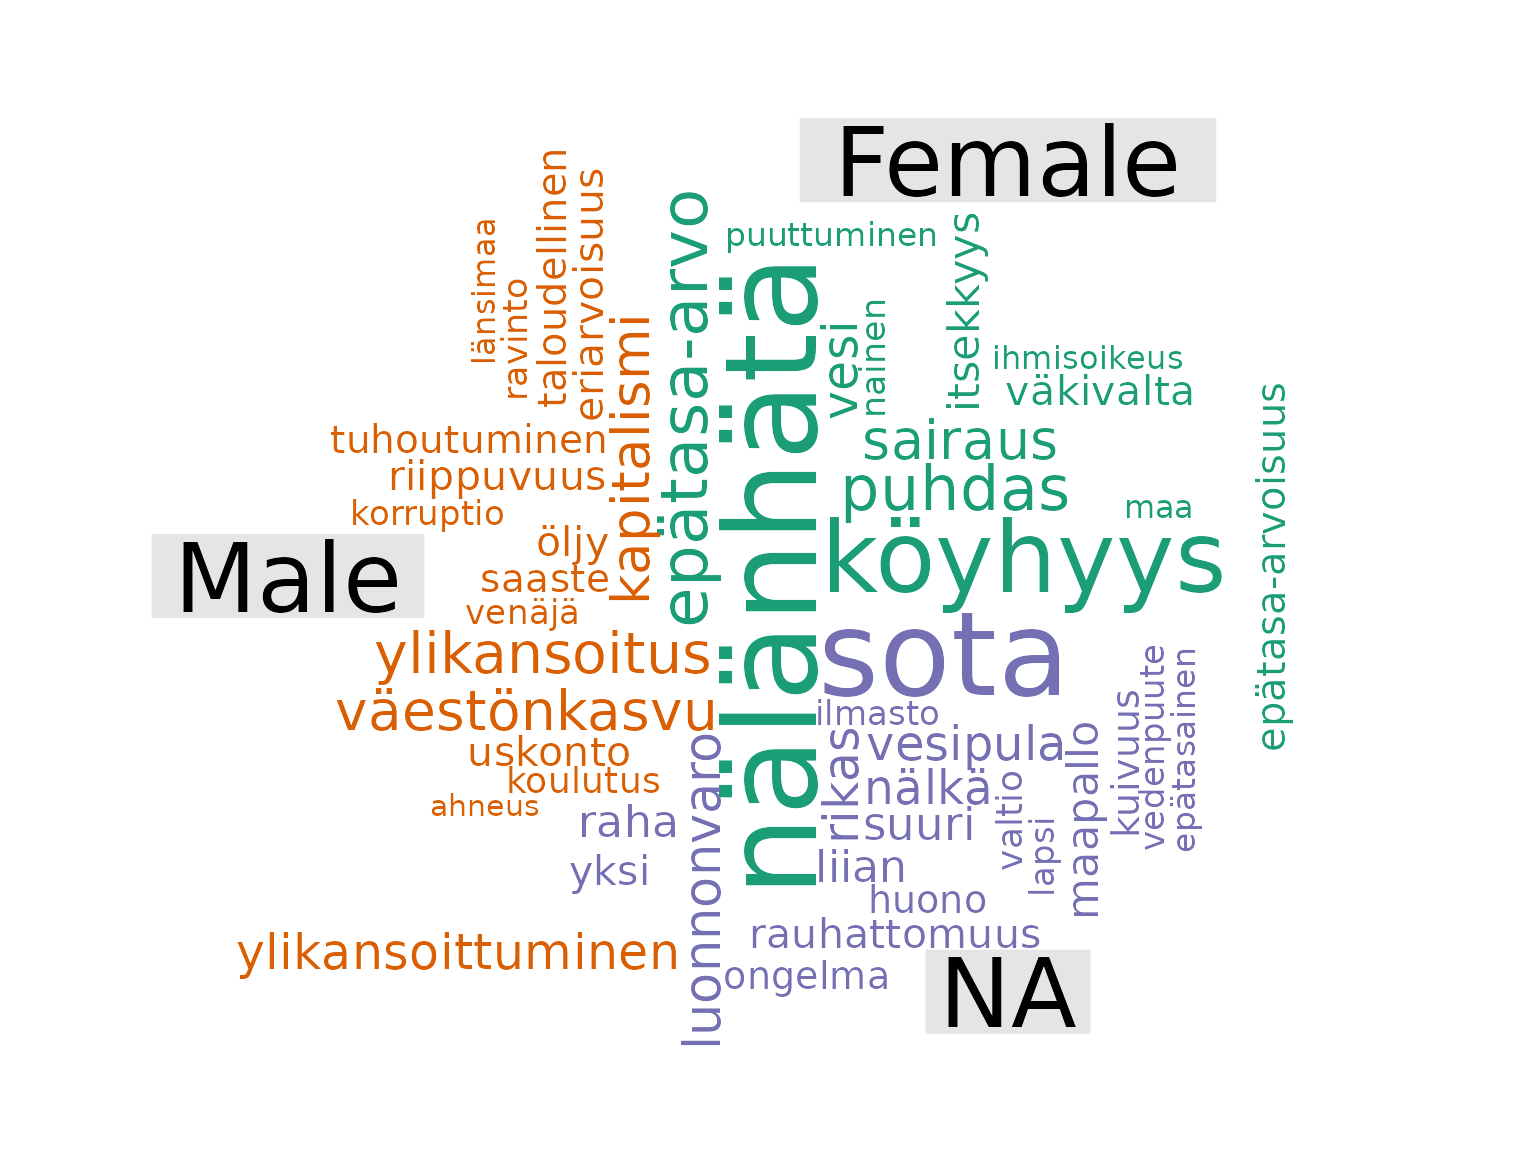 Female
puuttuminen
epätasa-arvo
nälänhätä
vesi
nainen
itsekkyys
ihmisoikeus
väkivalta
sairaus
puhdas
maa
köyhyys
epätasa-arvoisuus
länsimaa
ravinto
taloudellinen
eriarvoisuus
kapitalismi
tuhoutuminen
riippuvuus
korruptio
öljy
Male
saaste
venäjä
ylikansoitus
väestönkasvu
uskonto
koulutus
ahneus
ylikansoittuminen
sota
ilmasto
vesipula
rikas
nälkä
suuri
valtio
lapsi
maapallo
kuivuus
vedenpuute
epätasainen
raha
yksi
luonnonvaro
liian
huono
rauhattomuus
ongelma
NA